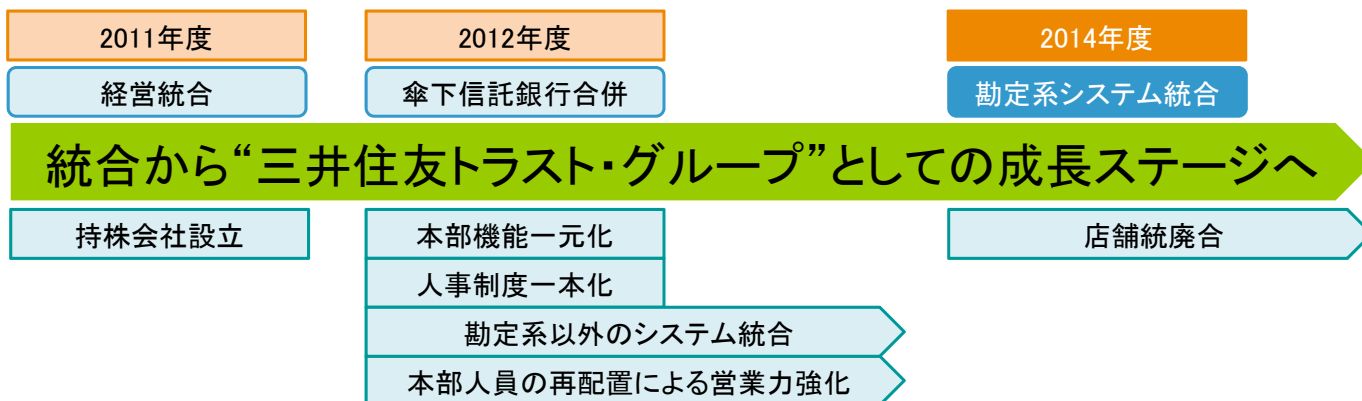 2011年度
2012年度
2014年度
経営統合
傘下信託銀行合併
勘定系システム統合
統合から“三井住友トラスト・グループ”としての成長ステージへ
持株会社設立
本部機能一元化
店舗統廃合
人事制度一本化
勘定系以外のシステム統合
本部人員の再配置による営業力強化